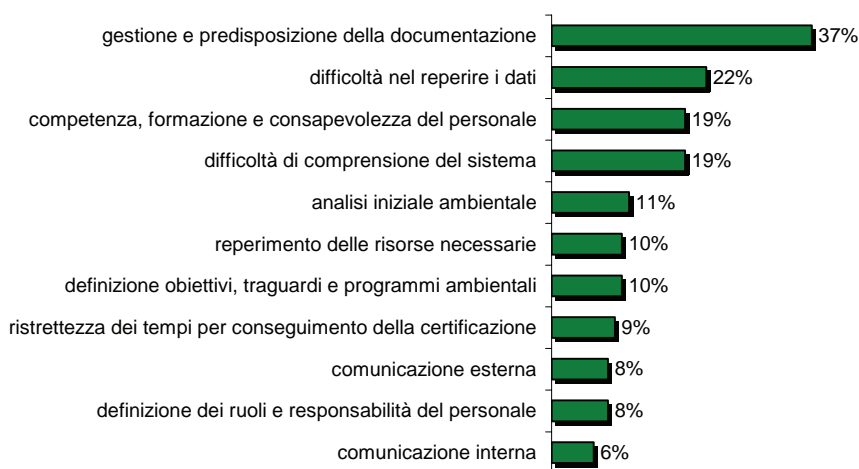 gestione e predisposizione della documentazione 37%
difficoltà nel reperire i dati 22%
competenza, formazione e consapevolezza del personale 19%
difficoltà di comprensione del sistema 19%
analisi iniziale ambientale 11%
reperimento delle risorse necessarie 10%
definizione obiettivi, traguardi e programmi ambientali 10%
ristrettezza dei tempi per conseguimento della certificazione 9%
comunicazione esterna 8%
definizione dei ruoli e responsabilità del personale 8%
comunicazione interna 6%